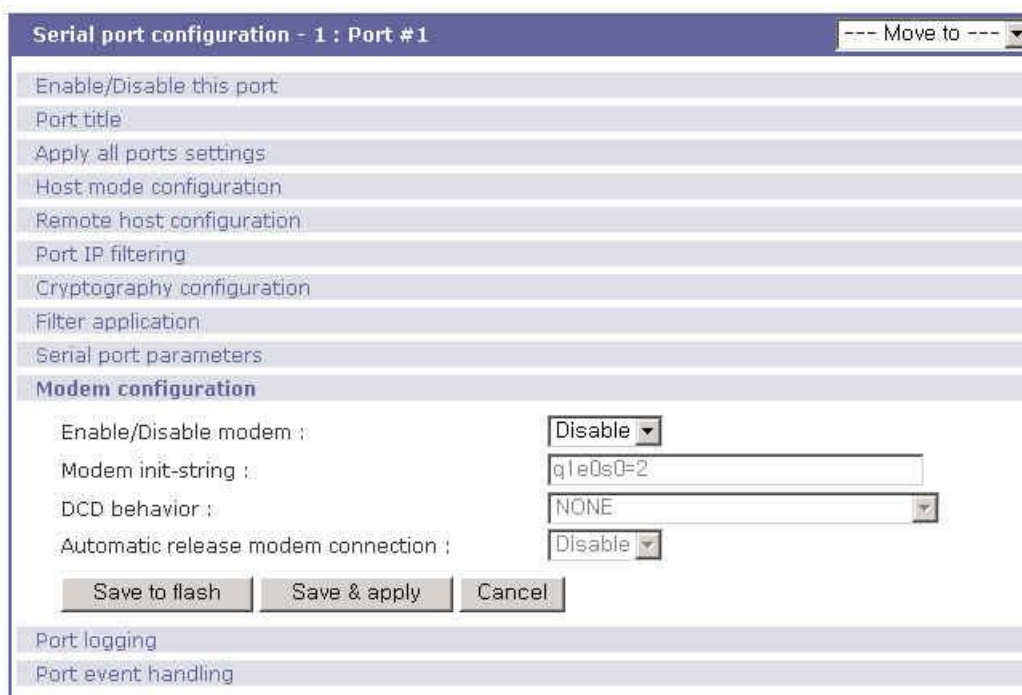 Serial port configuration - 1 : Port #1 --- Move to ---
Enable/Disable this port
Port title
Apply all ports settings
Host mode configuration
Remote host configuration
Port IP filtering
Cryptography configuration
Filter application
Serial port parameters
Modem configuration
Enable/Disable modem : Disable
Modem init-string : q1e0s0=2
DCD behavior : NONE
Automatic release modem connection : Disable
Save to flash Save & apply Cancel
Port logging
Port event handling